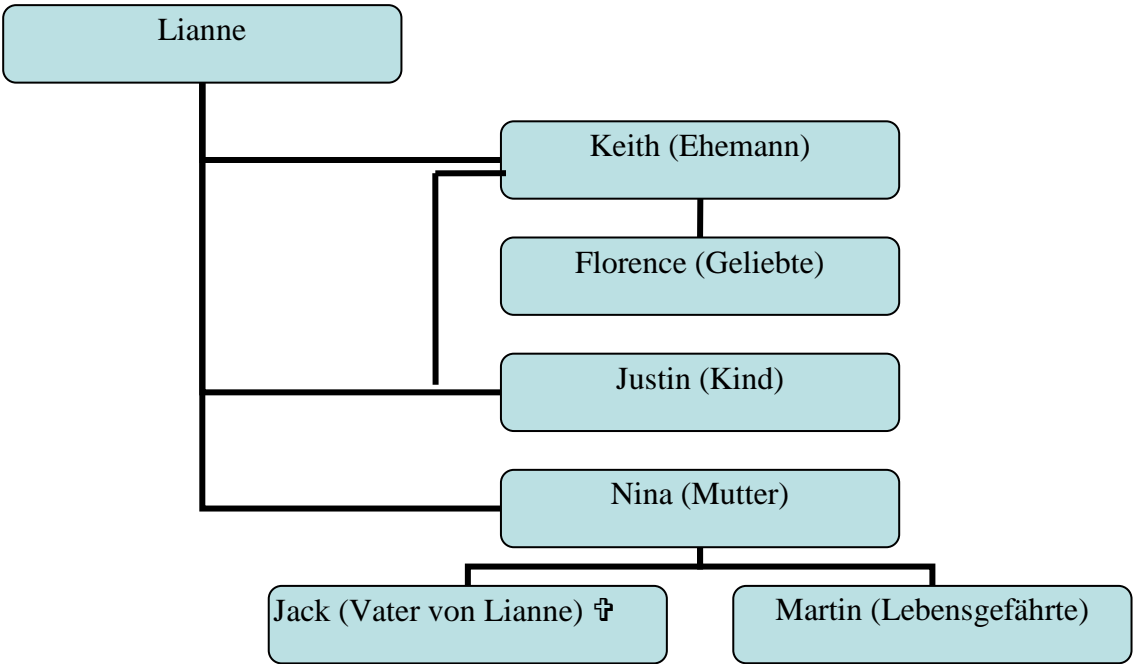 Lianne
Keith (Ehemann)
Florence (Geliebte)
Justin (Kind)
Nina (Mutter)
Jack (Vater von Lianne) ✞
Martin (Lebensgefährte)